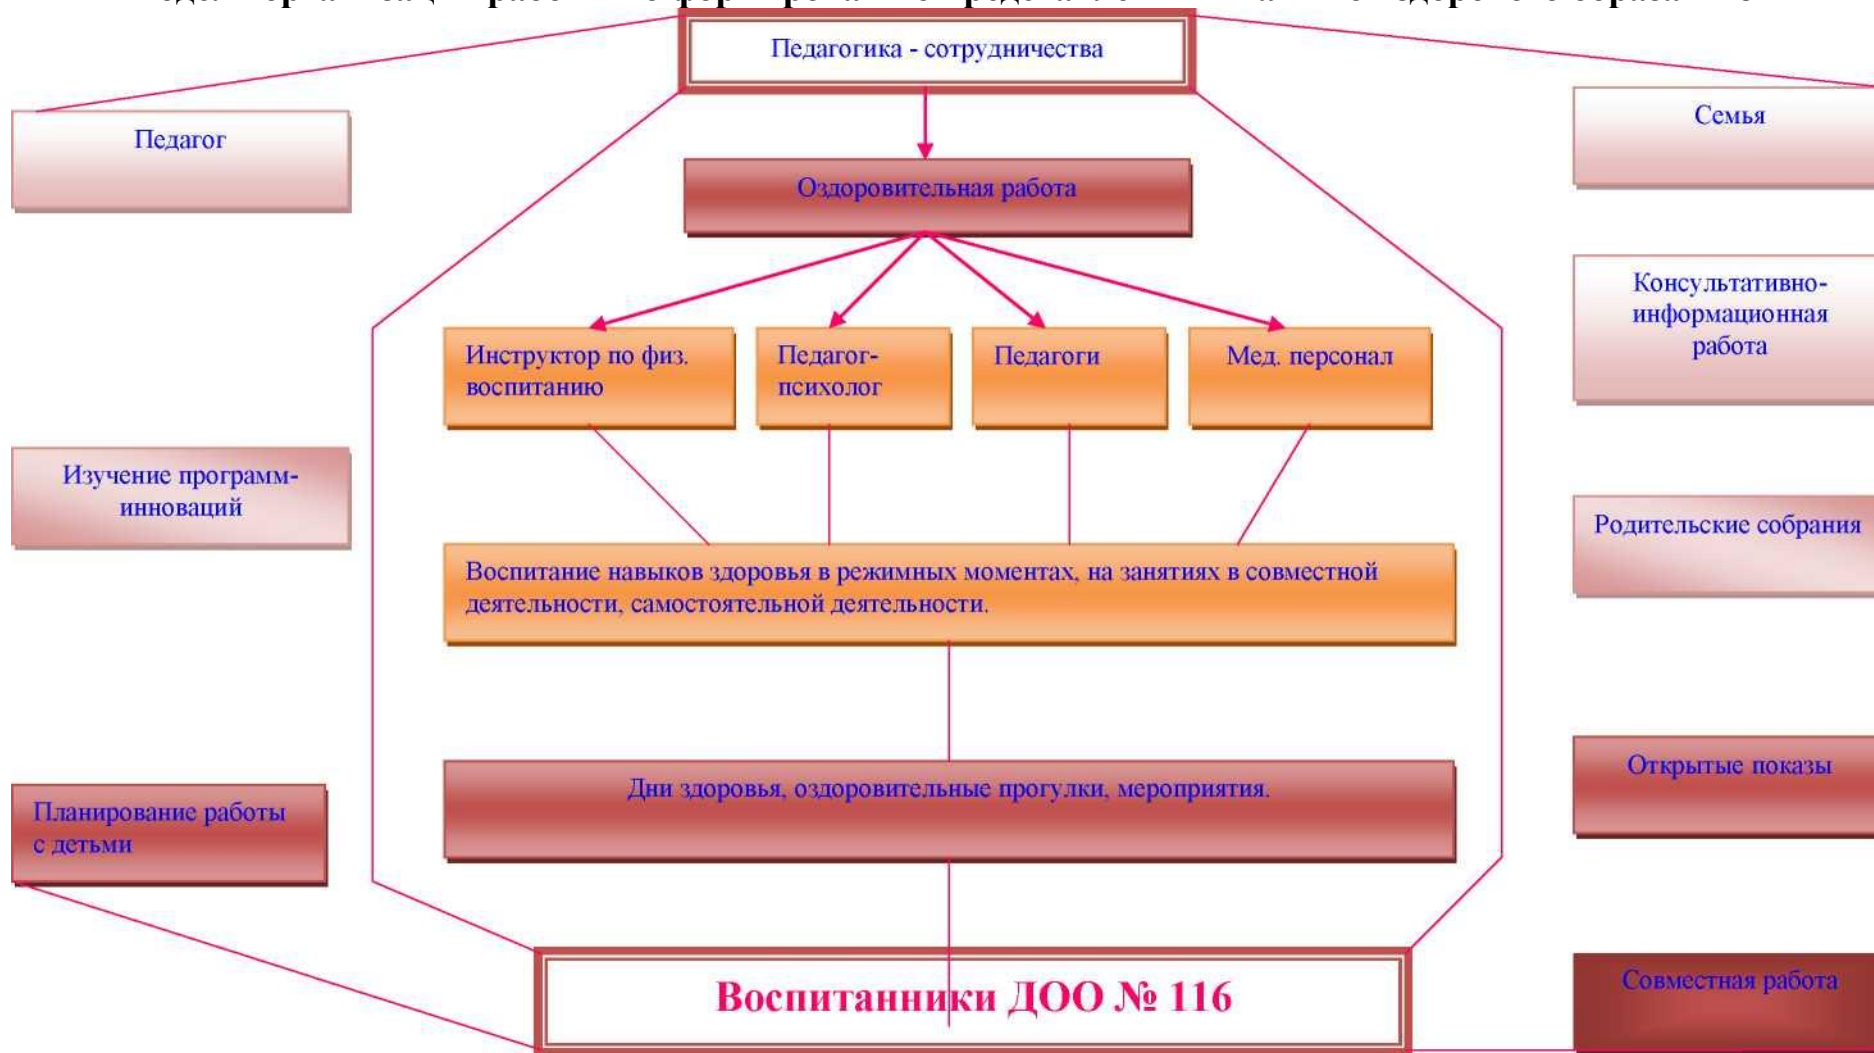 Педагогика - сотрудничества
Педагог
Семья
Оздоровительная работа
Консультативно-
информационная
работа
Инструктор по физ.
воспитанию
Педагог-
психолог
Педагоги
Мед. персонал
Изучение программ-
инноваций
Родительские собрания
Воспитание навыков здоровья в режимных моментах, на занятиях в совместной
деятельности, самостоятельной деятельности.
Открытые показы
Дни здоровья, оздоровительные прогулки, мероприятия.
Планирование работы
с детьми
Совместная работа
Воспитанники ДОО № 116